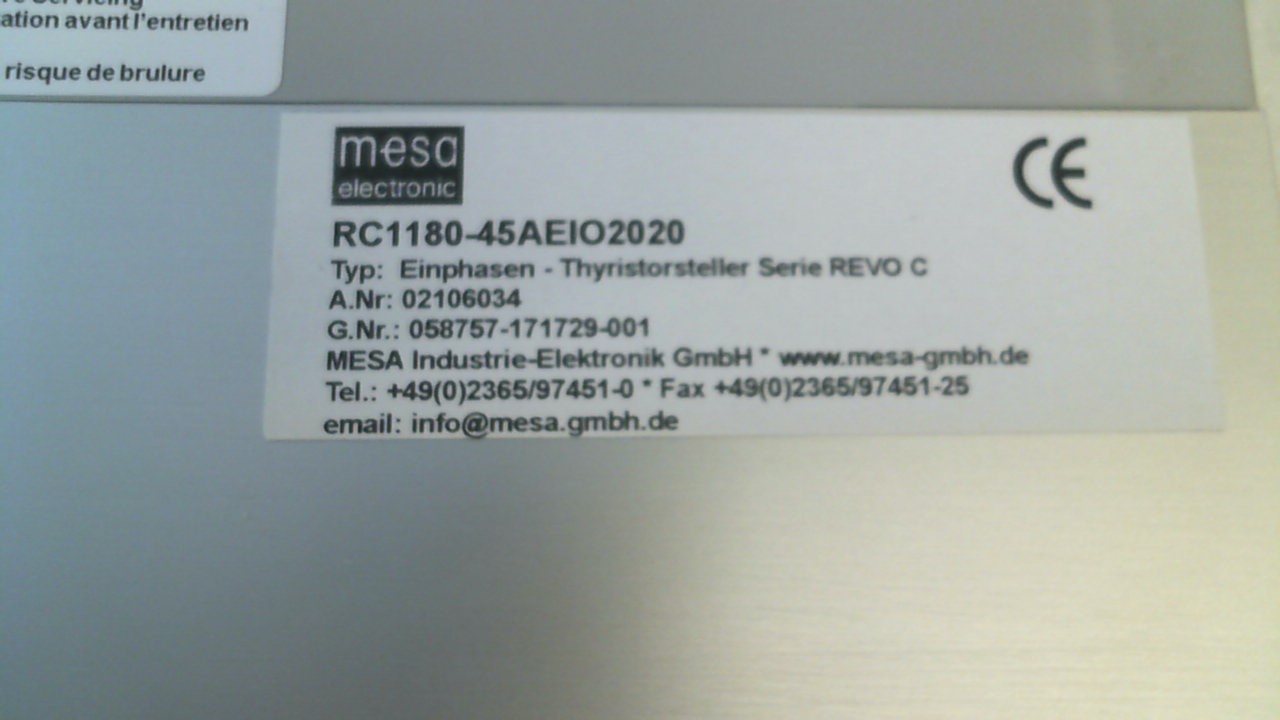 Servicing
ation avant l'entretien
risque de brulure
mesa
electronic
CE
RC1180-45AEIO2020
Typ: Einphasen - Thyristorsteller Serie REVO C
A.Nr: 02106034
G.Nr.: 058757-171729-001
MESA Industrie-Elektronik GmbH * www.mesa-gmbh.de
Tel.: +49(0)2365/97451-0 * Fax +49(0)2365/97451-25
email: info@mesa.gmbh.de